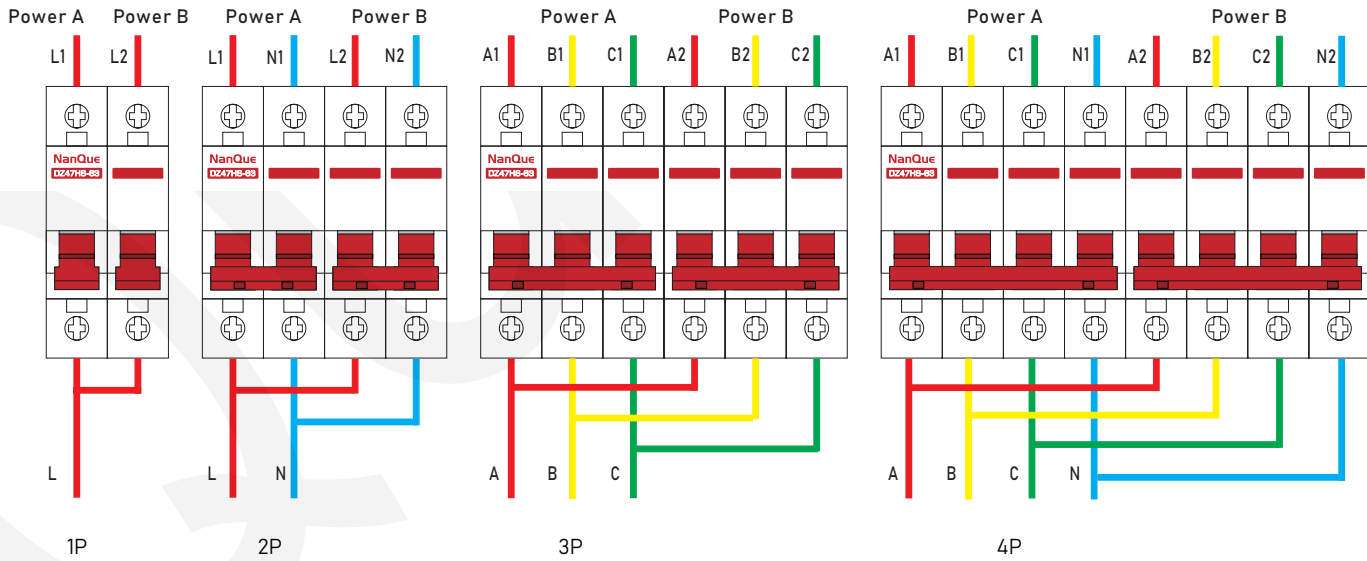 Power A Power B Power A Power B Power A Power B Power A Power B
L1 L2 L1 N1 L2 N2 A1 B1 C1 A2 B2 C2 A1 B1 C1 N1 A2 B2 C2 N2
NanQue NanQue NanQue NanQue
DZ47HS-63 DZ47HS-63 DZ47HS-63 DZ47HS-63
L L N A B C A B C N
1P 2P 3P 4P